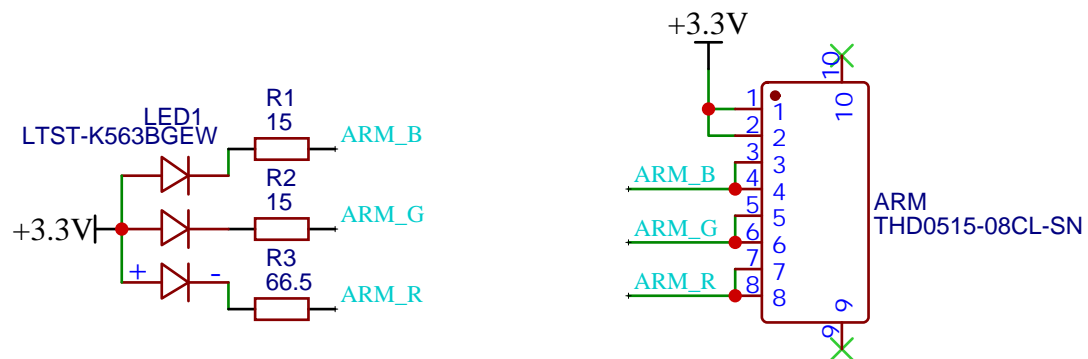 LED1
LTST-K563BGEW
+3.3V
+
-
R1
15
ARM_B
R2
15
ARM_G
R3
66.5
ARM_R
+3.3V
10
10
1
1
2
2
3
3
ARM_B
4
4
5
5
ARM_G
6
6
7
7
ARM_R
8
8
9
9
ARM
THD0515-08CL-SN